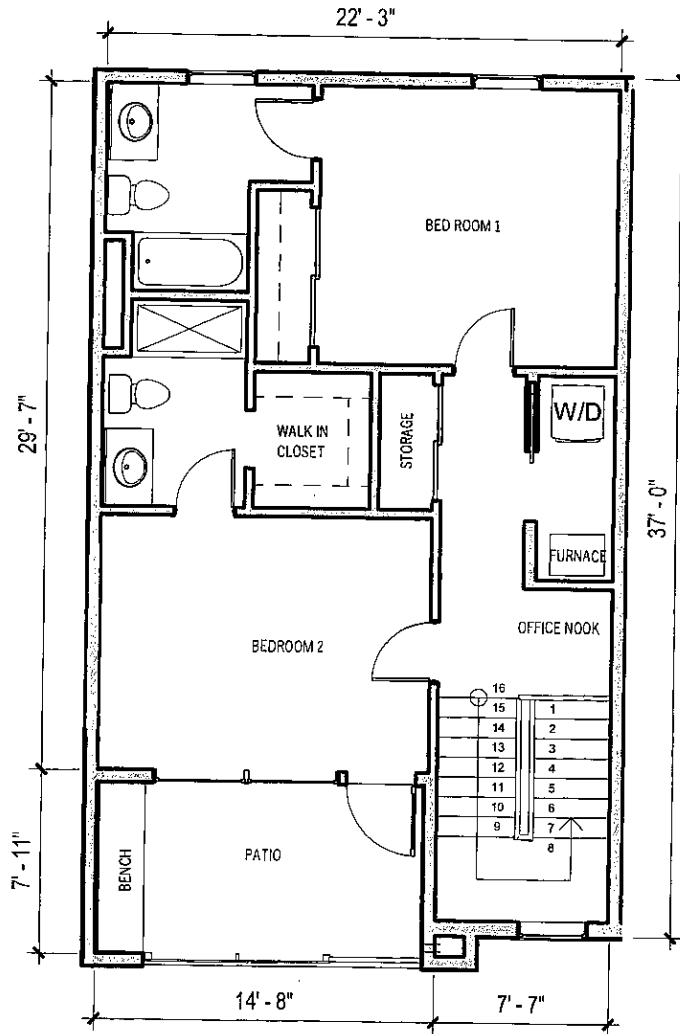 22' - 3"
BED ROOM 1
29' - 7"
WALK IN
CLOSET
STORAGE
W/D
37' - 0"
FURNACE
OFFICE NOOK
BEDROOM 2
16
15
1
14
2
13
3
12
4
11
5
10
6
9
7
8
7' - 11"
BENCH
PATIO
14' - 8"
7' - 7"